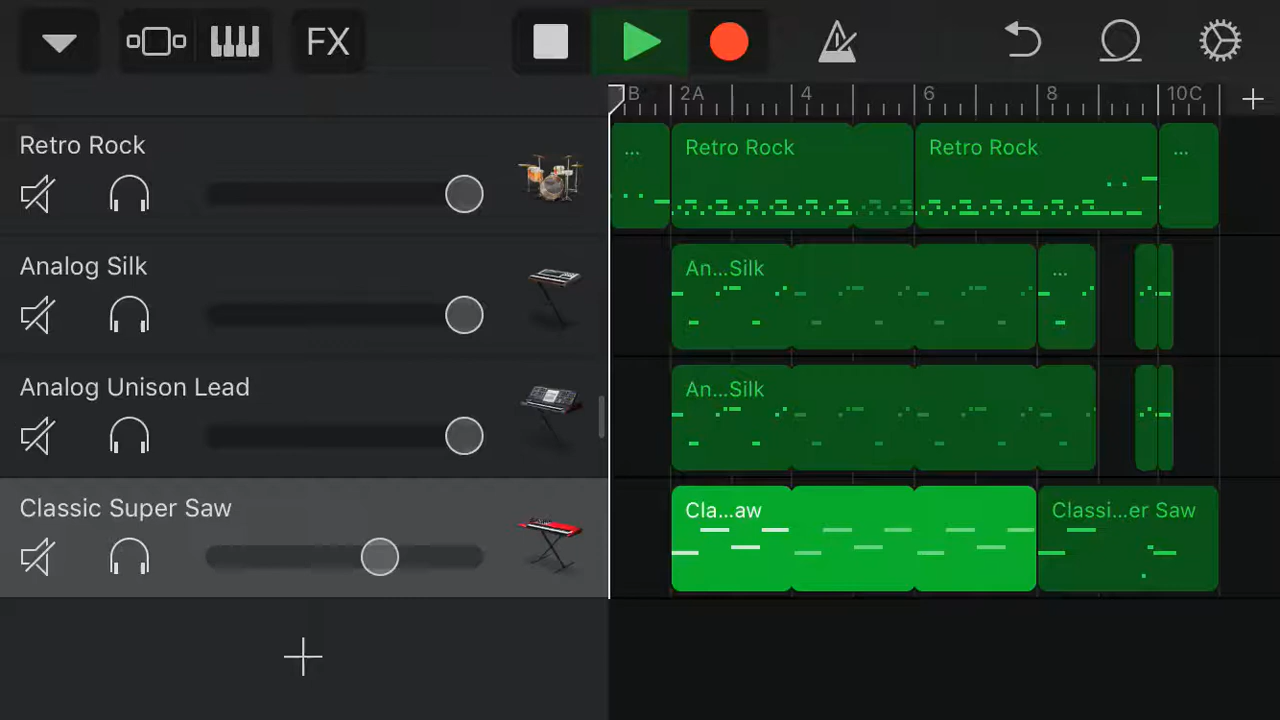 FX
B 2A 4 6 8 10C
Retro Rock
... Retro Rock Retro Rock ...
Analog Silk
An...Silk ...
Analog Unison Lead
An...Silk
Classic Super Saw
Cla...aw Classi...er Saw